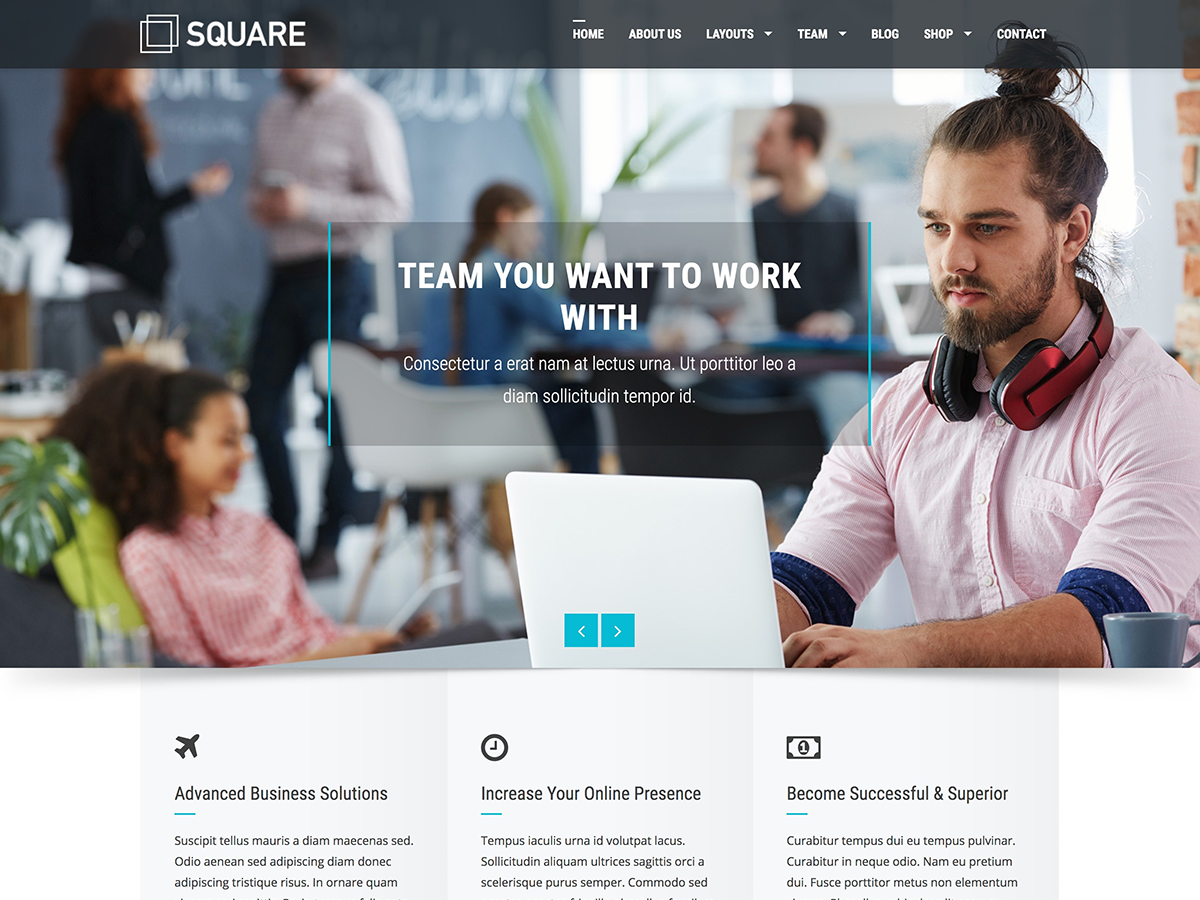 SQUARE
HOME ABOUT US LAYOUTS TEAM BLOG SHOP CONTACT
TEAM YOU WANT TO WORK
WITH
Consectetur a erat nam at lectus urna. Ut porttitor leo a
diam sollicitudin tempor id.
Advanced Business Solutions
Suscipit tellus mauris a diam maecenas sed.
Odio aenean sed adipiscing diam donec
adipiscing tristique risus. In ornare quam
Increase Your Online Presence
Tempus iaculis urna id volutpat lacus.
Sollicitudin aliquam ultrices sagittis orci a
scelerisque purus semper. Commodo sed
1
Become Successful & Superior
Curabitur tempus dui eu tempus pulvinar.
Curabitur in neque odio. Nam eu pretium
dui. Fusce porttitor metus non elementum